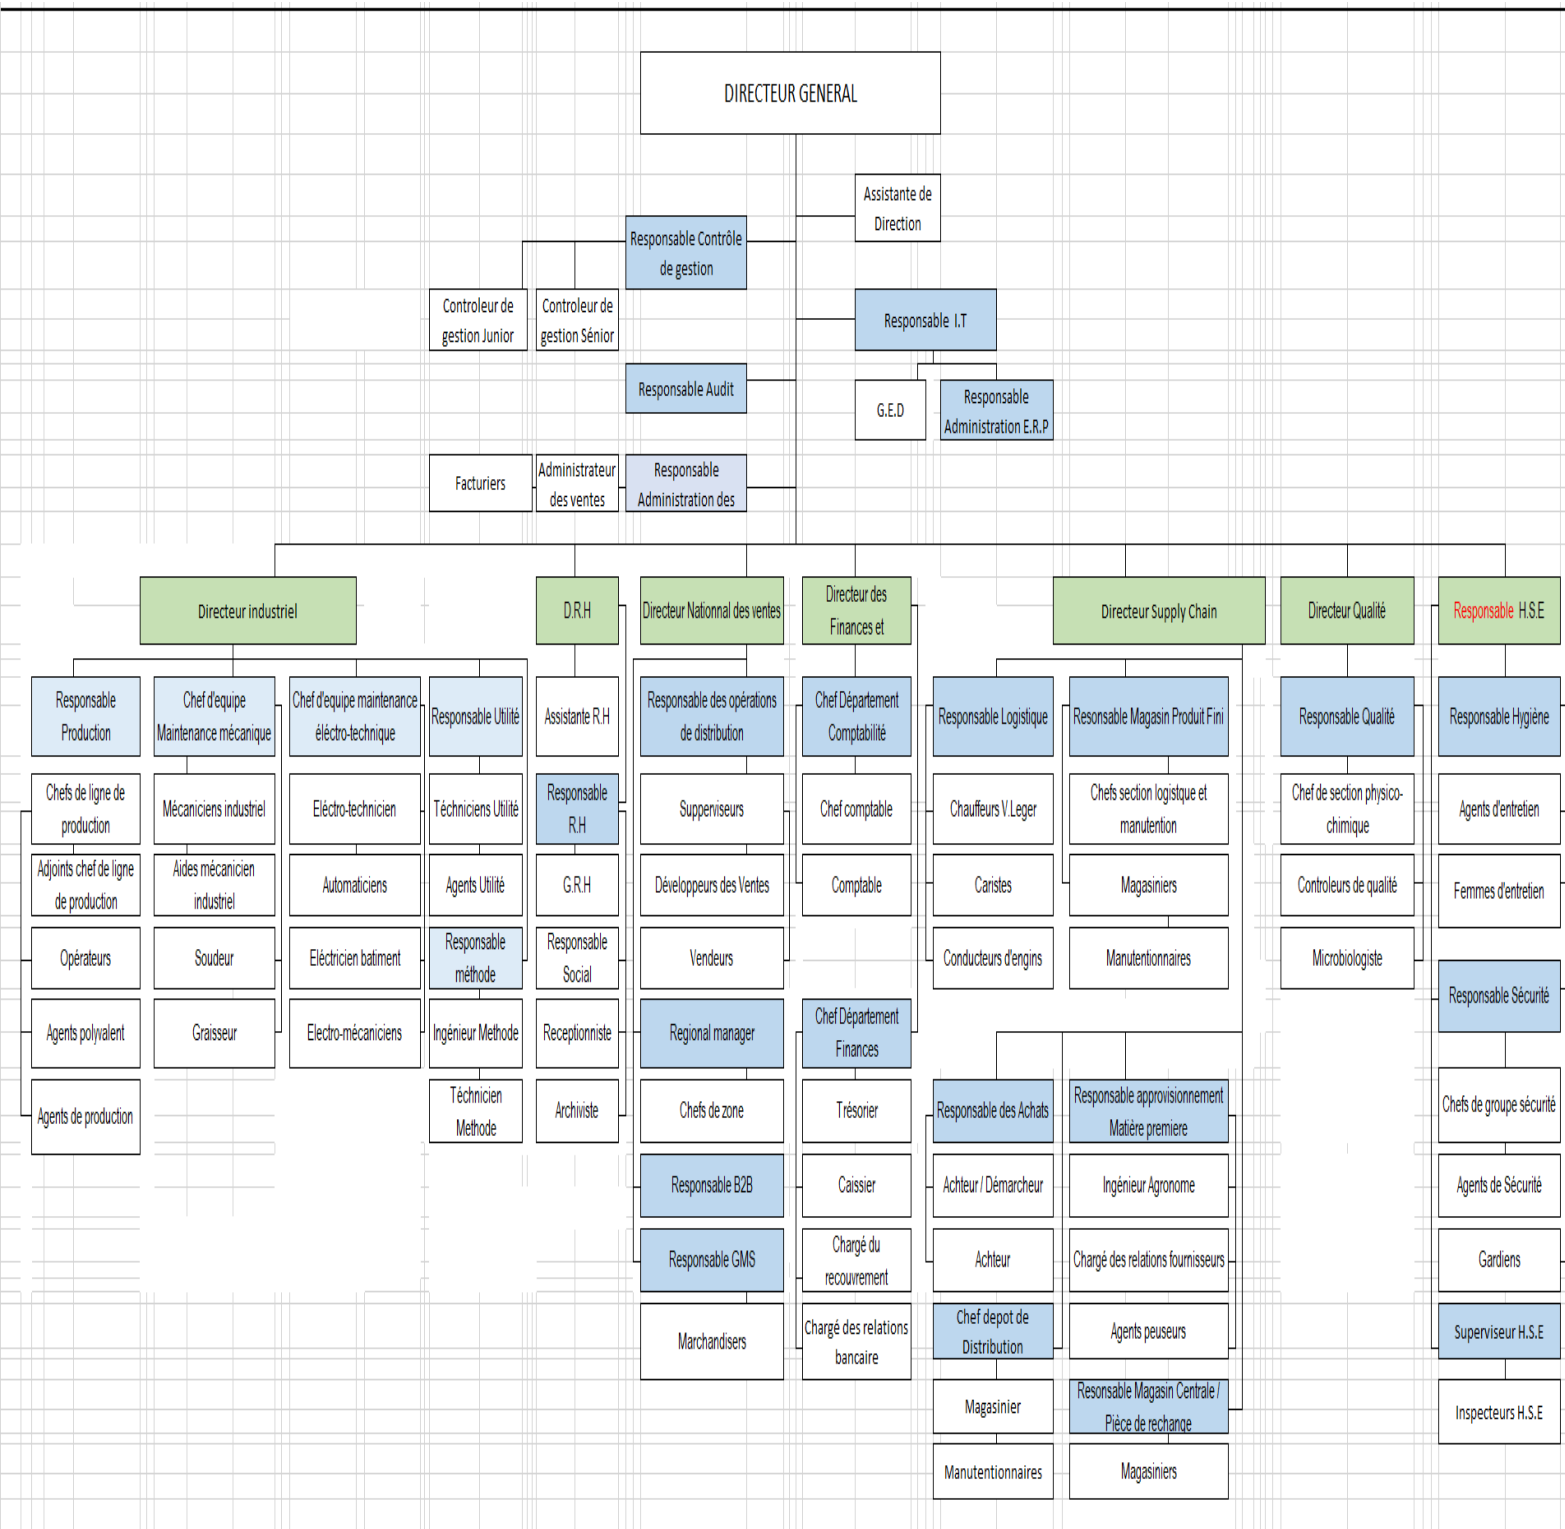 DIRECTEUR GENERAL
Assistante de
Direction
Responsable Contrôle
de gestion
Controleur de
gestion Junior
Controleur de
gestion Sénior
Responsable I.T
Responsable Audit
G.E.D
Responsable
Administration E.R.P
Facturiers
Administrateur
des ventes
Responsable
Administration des
Directeur industriel
D.R.H
Directeur Nationnal des ventes
Directeur des
Finances et
Directeur Supply Chain
Directeur Qualité
Responsable H.S.E
Responsable
Production
Chef d'equipe
Maintenance mécanique
Chef d'equipe maintenance
éléctro-technique
Responsable Utilité
Assistante R.H
Responsable des opérations
de distribution
Chef Département
Comptabilité
Responsable Logistique
Resonsable Magasin Produit Fini
Responsable Qualité
Responsable Hygiène
Chefs de ligne de
production
Mécaniciens industriel
Eléctro-technicien
Téchniciens Utilité
Responsable
R.H
Supperviseurs
Chef comptable
Chauffeurs V.Leger
Chefs section logistque et
manutention
Chef de section physico-
chimique
Agents d'entretien
Adjoints chef de ligne
de production
Aides mécanicien
industriel
Automaticiens
Agents Utilité
G.R.H
Développeurs des Ventes
Comptable
Caristes
Magasiniers
Controleurs de qualité
Femmes d'entretien
Opérateurs
Soudeur
Eléctricien batiment
Responsable
méthode
Responsable
Social
Vendeurs
Conducteurs d'engins
Manutentionnaires
Microbiologiste
Responsable Sécurité
Agents polyvalent
Graisseur
Electro-mécaniciens
Ingénieur Methode
Receptionniste
Regional manager
Chef Département
Finances
Agents de production
Téchnicien
Methode
Archiviste
Chefs de zone
Trésorier
Responsable des Achats
Responsable approvisionnement
Matière premiere
Chefs de groupe sécurité
Responsable B2B
Caissier
Achteur / Démarcheur
Ingénieur Agronome
Agents de Sécurité
Responsable GMS
Chargé du
recouvrement
Achteur
Chargé des relations fournisseurs
Gardiens
Marchandisers
Chargé des relations
bancaire
Chef depot de
Distribution
Agents peuseurs
Superviseur H.S.E
Magasinier
Resonsable Magasin Centrale /
Pièce de rechange
Inspecteurs H.S.E
Manutentionnaires
Magasiniers